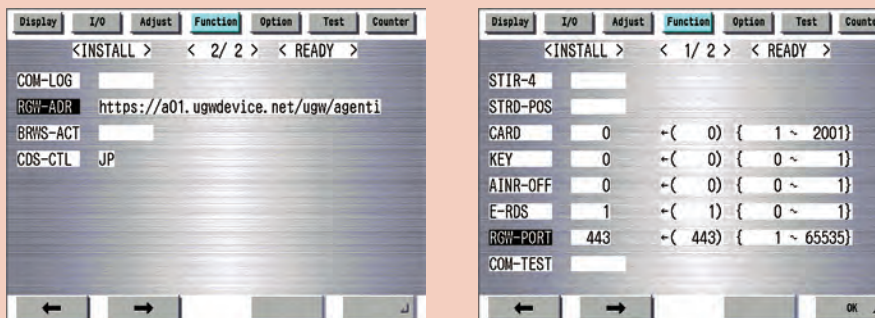 Display I/O Adjust Function Option Test Counter
<INSTALL > < 2/ 2 > < READY >
COM-LOG
RGW-ADR https://a01.ugwdevice.net/ugw/agenti
BRWS-ACT
CDS-CTL JP
Display I/O Adjust Function Option Test Counte
<INSTALL > < 1/ 2 > < READY >
STIR-4
STRD-POS
CARD 0 ←( 0) { 1 ~ 2001}
KEY 0 ←( 0) { 0 ~ 1}
AINR-OFF 0 ←( 0) { 0 ~ 1}
E-RDS 1 ←( 1) { 0 ~ 1}
RGW-PORT 443 ←( 443) { 1 ~ 65535}
COM-TEST
OK